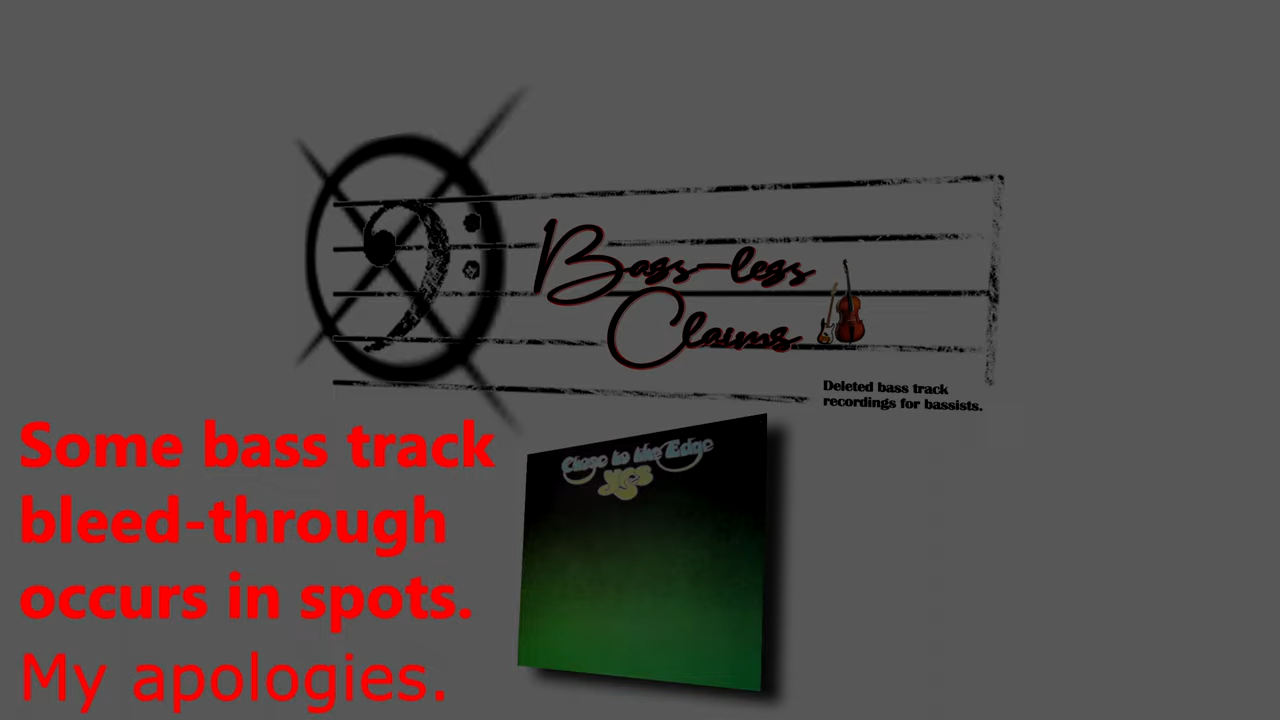 Bass-less
Claims
Deleted bass track
recordings for bassists.
Some bass track
bleed-through
occurs in spots.
My apologies.
Close to the Edge
YES